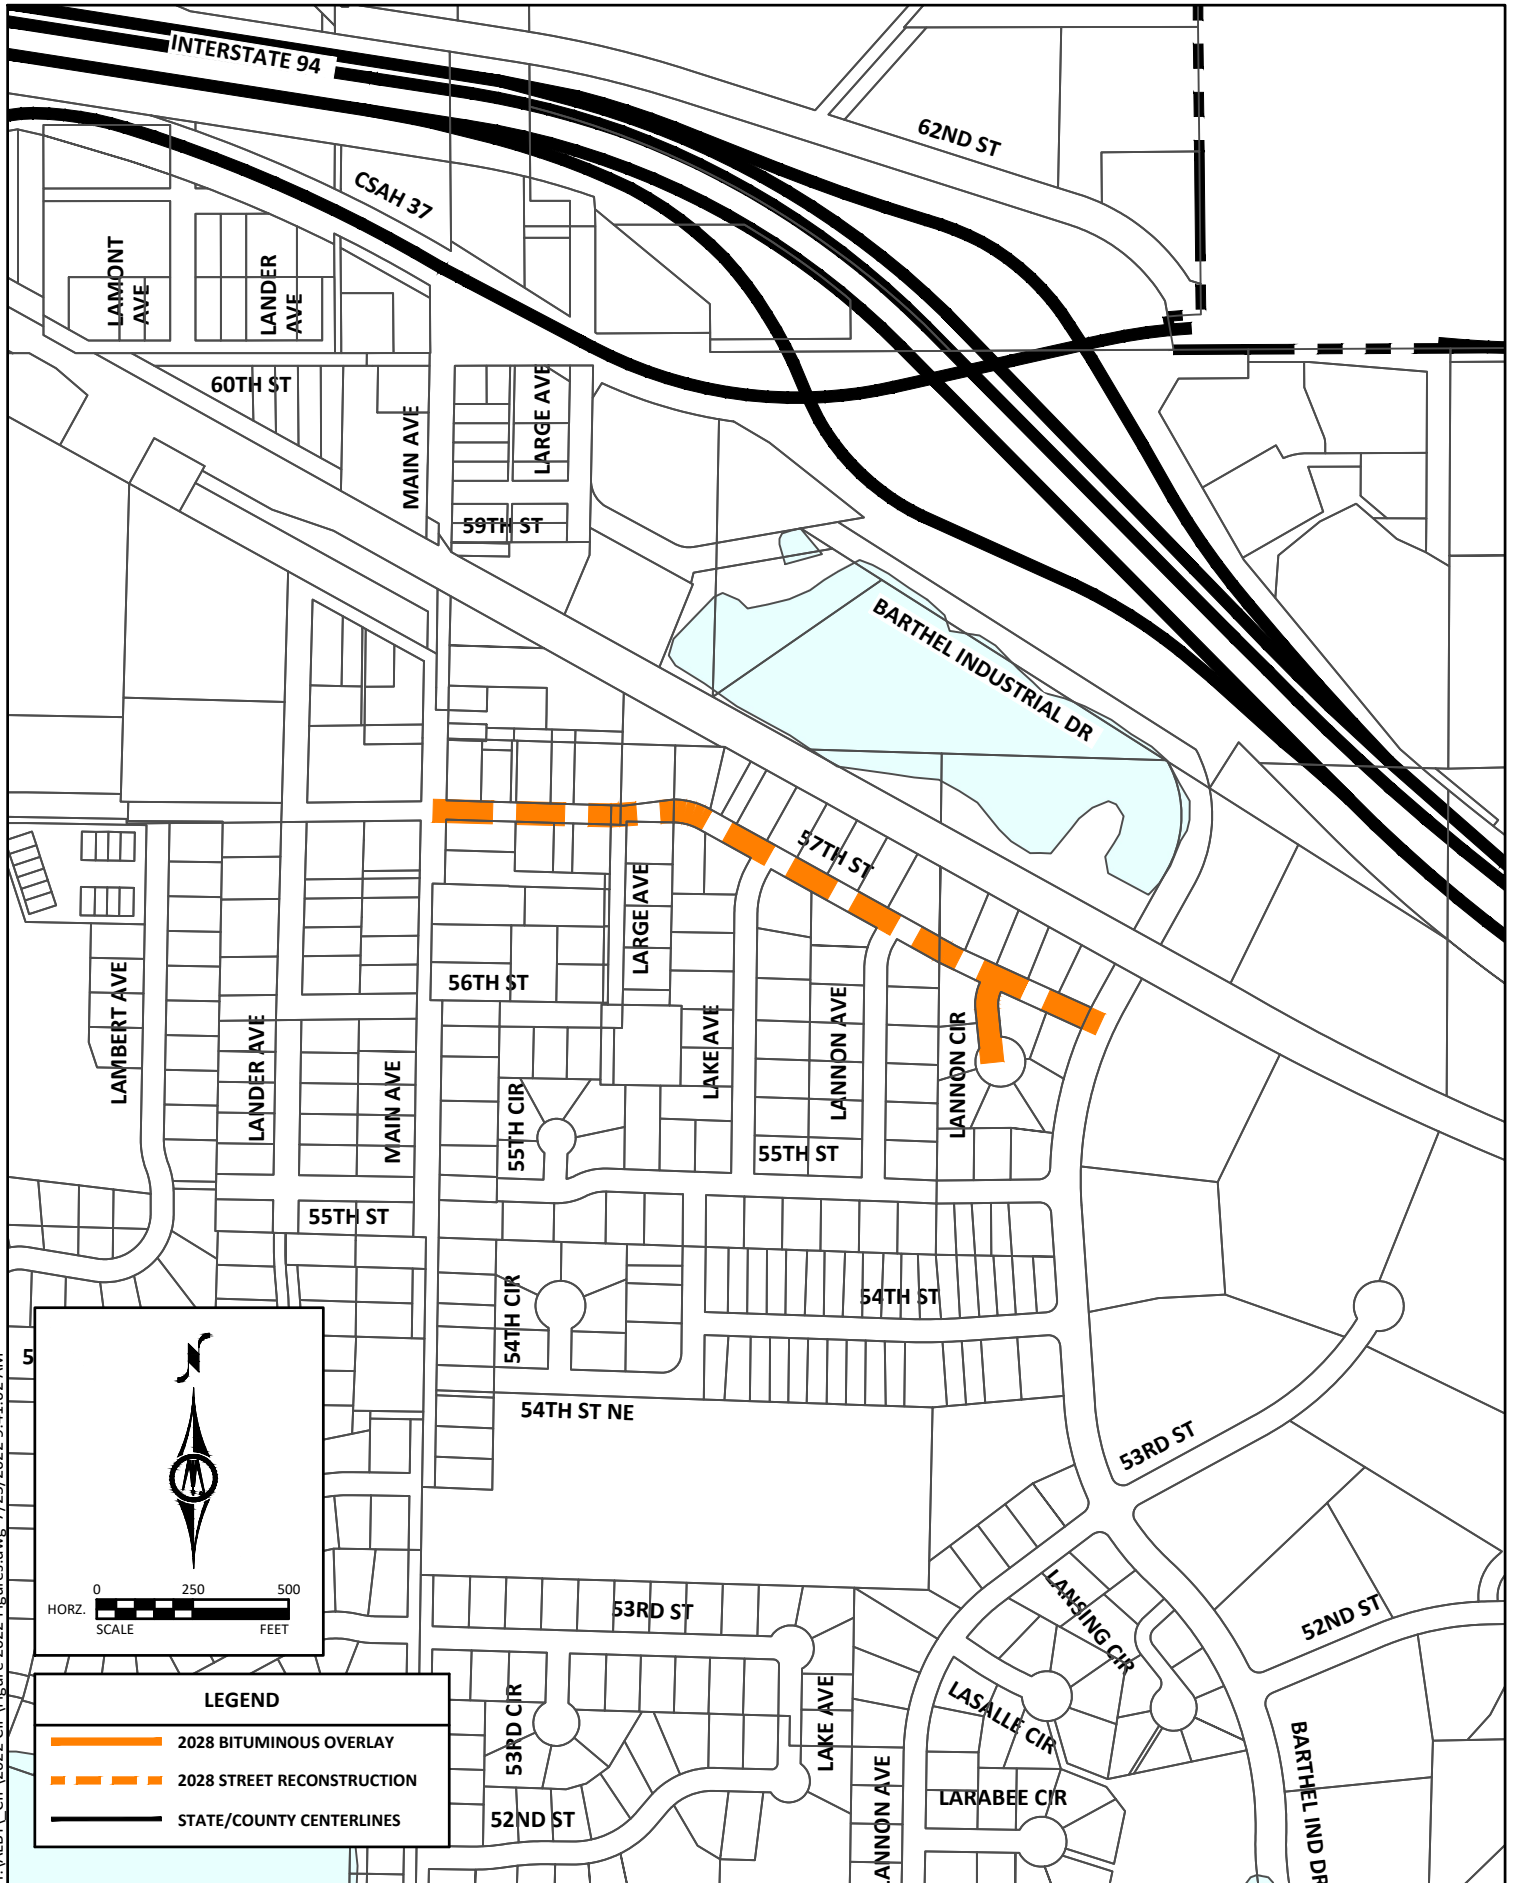 INTERSTATE 94
62ND ST
CSAH 37
LAMONT
AVE
LANDER
AVE
60TH ST
MAIN AVE
LARGE AVE
59TH ST
BARTHEL INDUSTRIAL DR
57TH ST
LARGE AVE
56TH ST
LAMBERT AVE
LANDER AVE
MAIN AVE
LAKE AVE
LANNON AVE
LANNON CIR
55TH CIR
55TH ST
55TH ST
54TH CIR
54TH ST
54TH ST NE
53RD ST
N
0 250 500
HORZ.
SCALE FEET
53RD ST
LANSING CIR
52ND ST
LASALLE CIR
53RD CIR
LAKE AVE
LANNON AVE
LARABEE CIR
52ND ST
BARTHEL IND DR
LEGEND
2028 BITUMINOUS OVERLAY
2028 STREET RECONSTRUCTION
STATE/COUNTY CENTERLINES